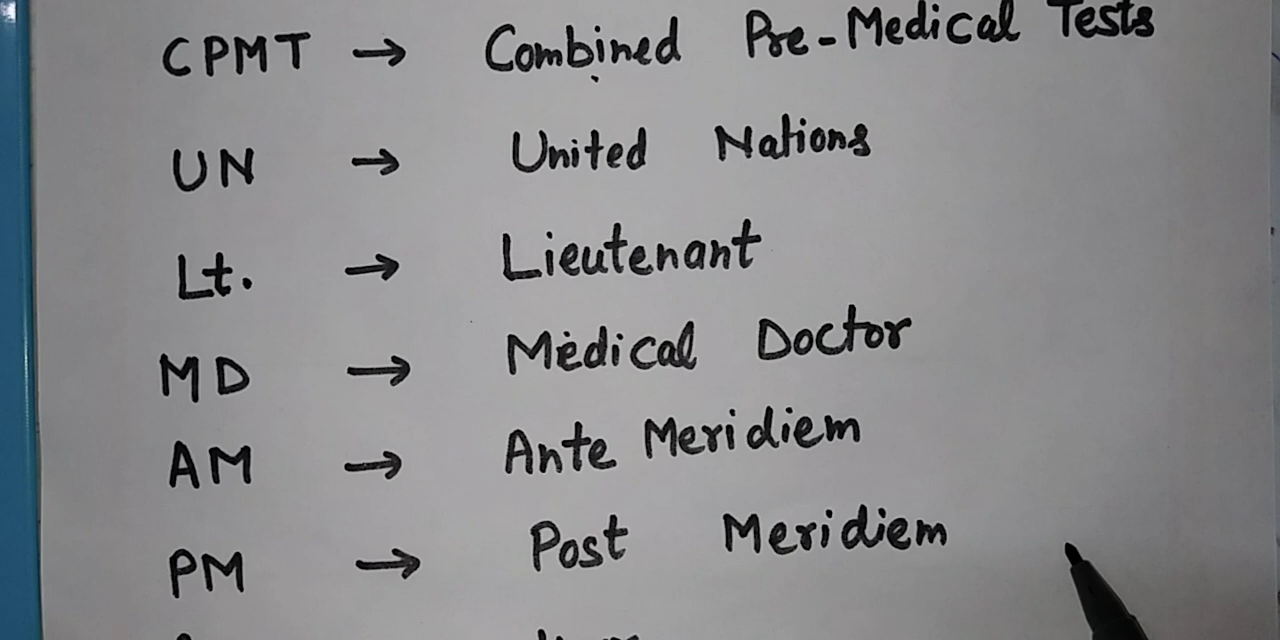 CPMT → Combined Pre-Medical Tests
UN → United Nations
Lt. → Lieutenant
MD → Medical Doctor
AM → Ante Meridiem
PM → Post Meridiem